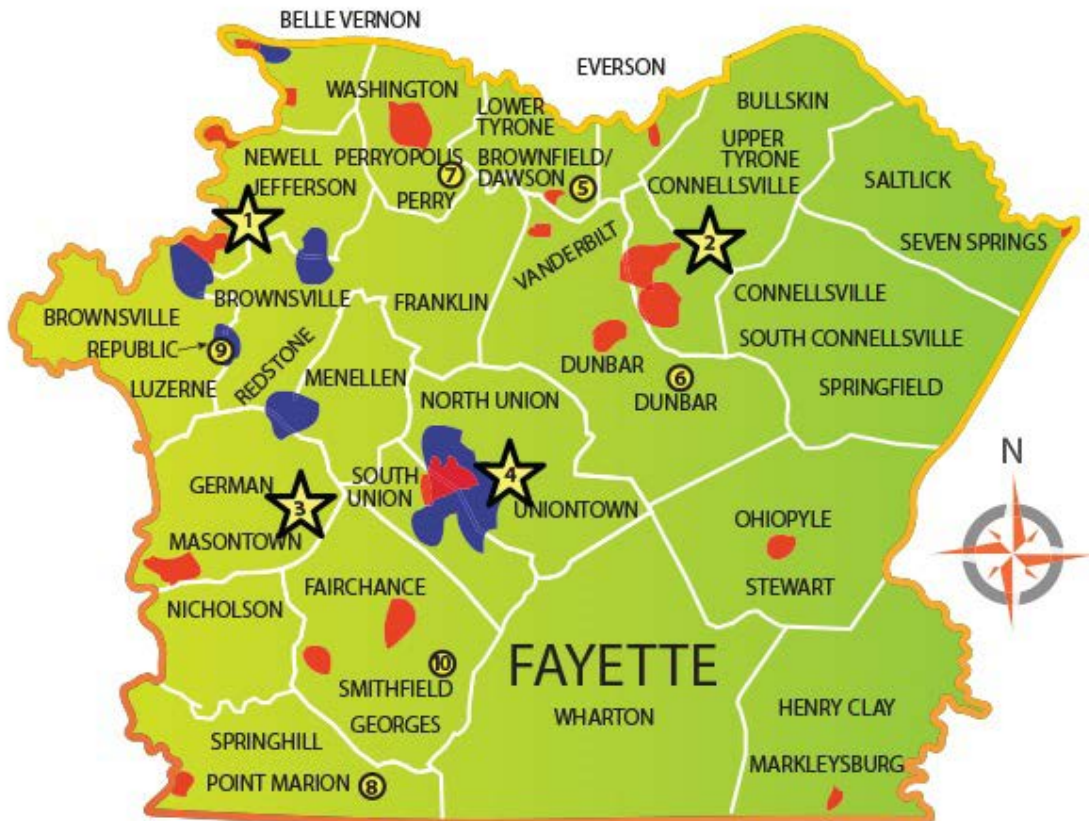 BELLE VERNON
EVERSON
WASHINGTON
LOWER
TYRONE
BULLSKIN
UPPER
TYRONE
NEWELL
PERRYOPOLIS
7
BROWNFIELD/
DAWSON
5
CONNELLSVILLE
SALTLICK
JEFFERSON
PERRY
1
2
SEVEN SPRINGS
VANDERBILT
BROWNSVILLE
FRANKLIN
CONNELLSVILLE
BROWNSVILLE
SOUTH CONNELLSVILLE
REPUBLIC
9
REDSTONE
MENELLEN
DUNBAR
6
DUNBAR
LUZERNE
SPRINGFIELD
NORTH UNION
N
GERMAN
3
SOUTH
UNION
4
UNIONTOWN
OHIOPYLE
MASONTOWN
FAIRCHANCE
STEWART
NICHOLSON
10
FAYETTE
SMITHFIELD
GEORGES
WHARTON
HENRY CLAY
SPRINGHILL
MARKLEYSBURG
POINT MARION
8